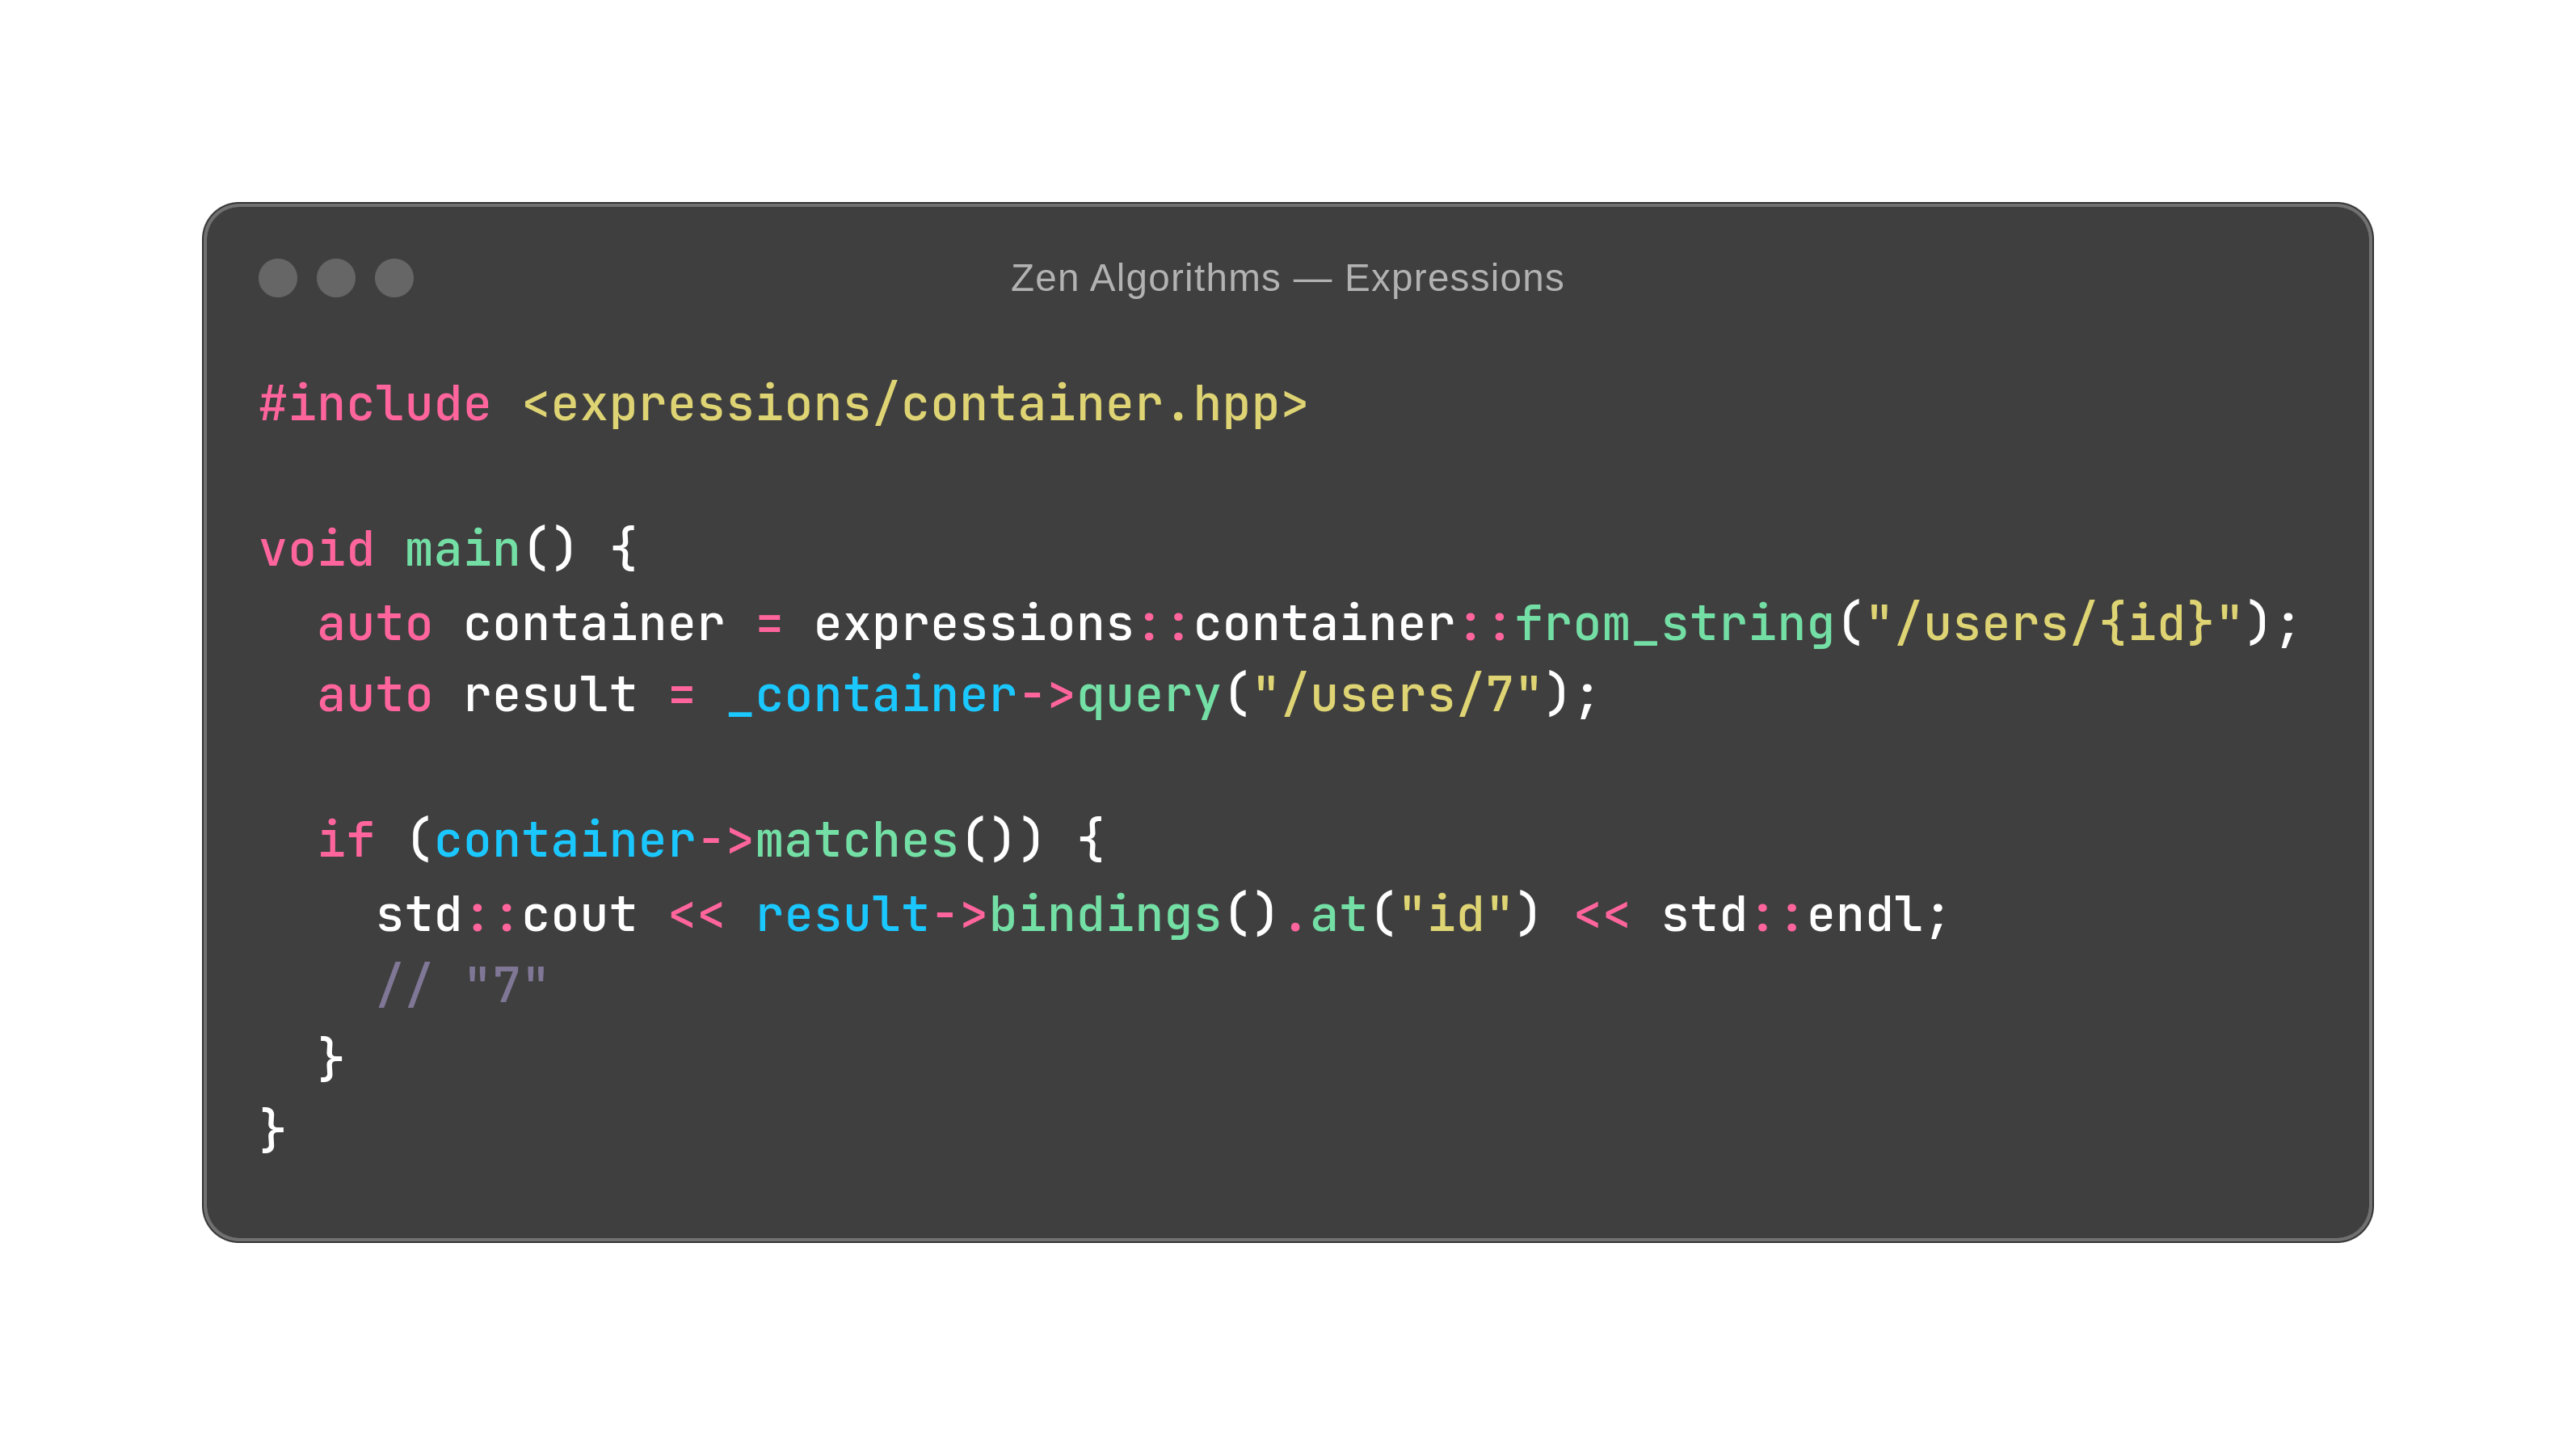 Zen Algorithms — Expressions
#include <expressions/container.hpp>
void main() {
  auto container = expressions::container::from_string("/users/{id}");
  auto result = _container->query("/users/7");
  if (container->matches()) {
    std::cout << result->bindings().at("id") << std::endl;
    // "7"
  }
}